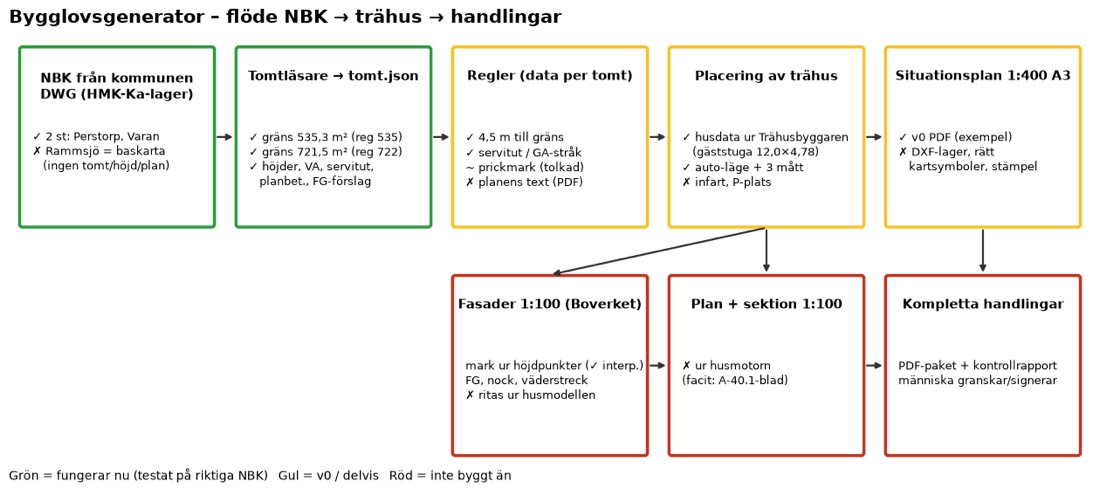 Bygglovsgenerator – flöde NBK → trähus → handlingar
NBK från kommunen
DWG (HMK-Ka-lager)
✓ 2 st: Perstorp, Varan
✗ Rammsjö = baskarta
(ingen tomt/höjd/plan)
Tomtläsare → tomt.json
✓ gräns 535,3 m² (reg 535)
✓ gräns 721,5 m² (reg 722)
✓ höjder, VA, servitut,
planbet., FG-förslag
Regler (data per tomt)
✓ 4,5 m till gräns
✓ servitut / GA-stråk
~ prickmark (tolkad)
✗ planens text (PDF)
Placering av trähus
✓ husdata ur Trähusbyggaren
(gäststuga 12,0×4,78)
✓ auto-läge + 3 mått
✗ infart, P-plats
Situationsplan 1:400 A3
✓ v0 PDF (exempel)
✗ DXF-lager, rätt
kartsymboler, stämpel
Fasader 1:100 (Boverket)
mark ur höjdpunkter (✓ interp.)
FG, nock, väderstreck
✗ ritas ur husmodellen
Plan + sektion 1:100
✗ ur husmotorn
(facit: A-40.1-blad)
Kompletta handlingar
PDF-paket + kontrollrapport
människa granskar/signerar
Grön = fungerar nu (testat på riktiga NBK)   Gul = v0 / delvis   Röd = inte byggt än